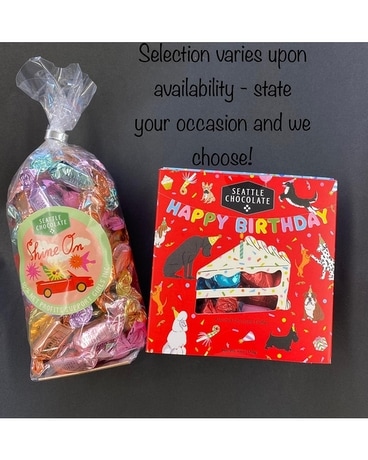 Selection varies upon
availability - state
your occasion and we
choose!
SEATTLE
CHOCOLATE
Shine On
SEATTLE
CHOCOLATE
HAPPY BIRTHDAY